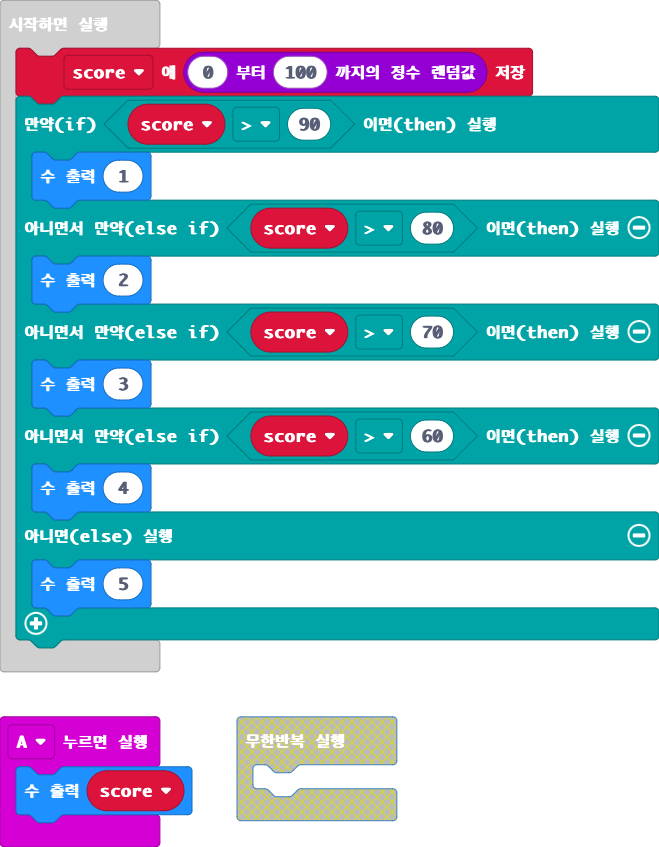 시작하면 실행
score 에 0 부터 100 까지의 정수 랜덤값 저장
만약(if) score > 90 이면(then) 실행
수 출력 1
아니면서 만약(else if) score > 80 이면(then) 실행
수 출력 2
아니면서 만약(else if) score > 70 이면(then) 실행
수 출력 3
아니면서 만약(else if) score > 60 이면(then) 실행
수 출력 4
아니면(else) 실행
수 출력 5
A 누르면 실행
수 출력 score
무한반복 실행